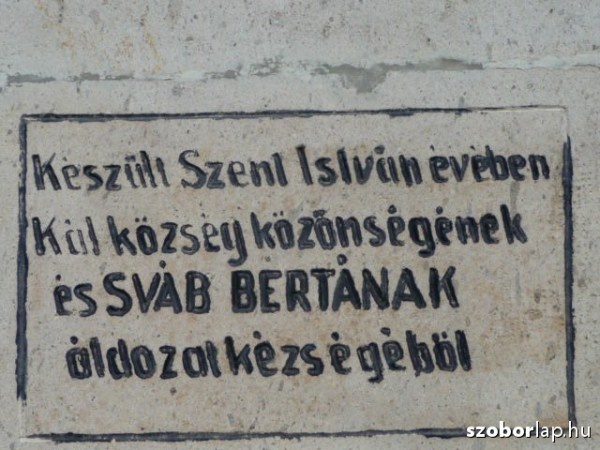 Készült Szent István évében
Kál község közönségének
és SVÁB BERTÁNAK
áldozatkézségéből
szoborlap.hu